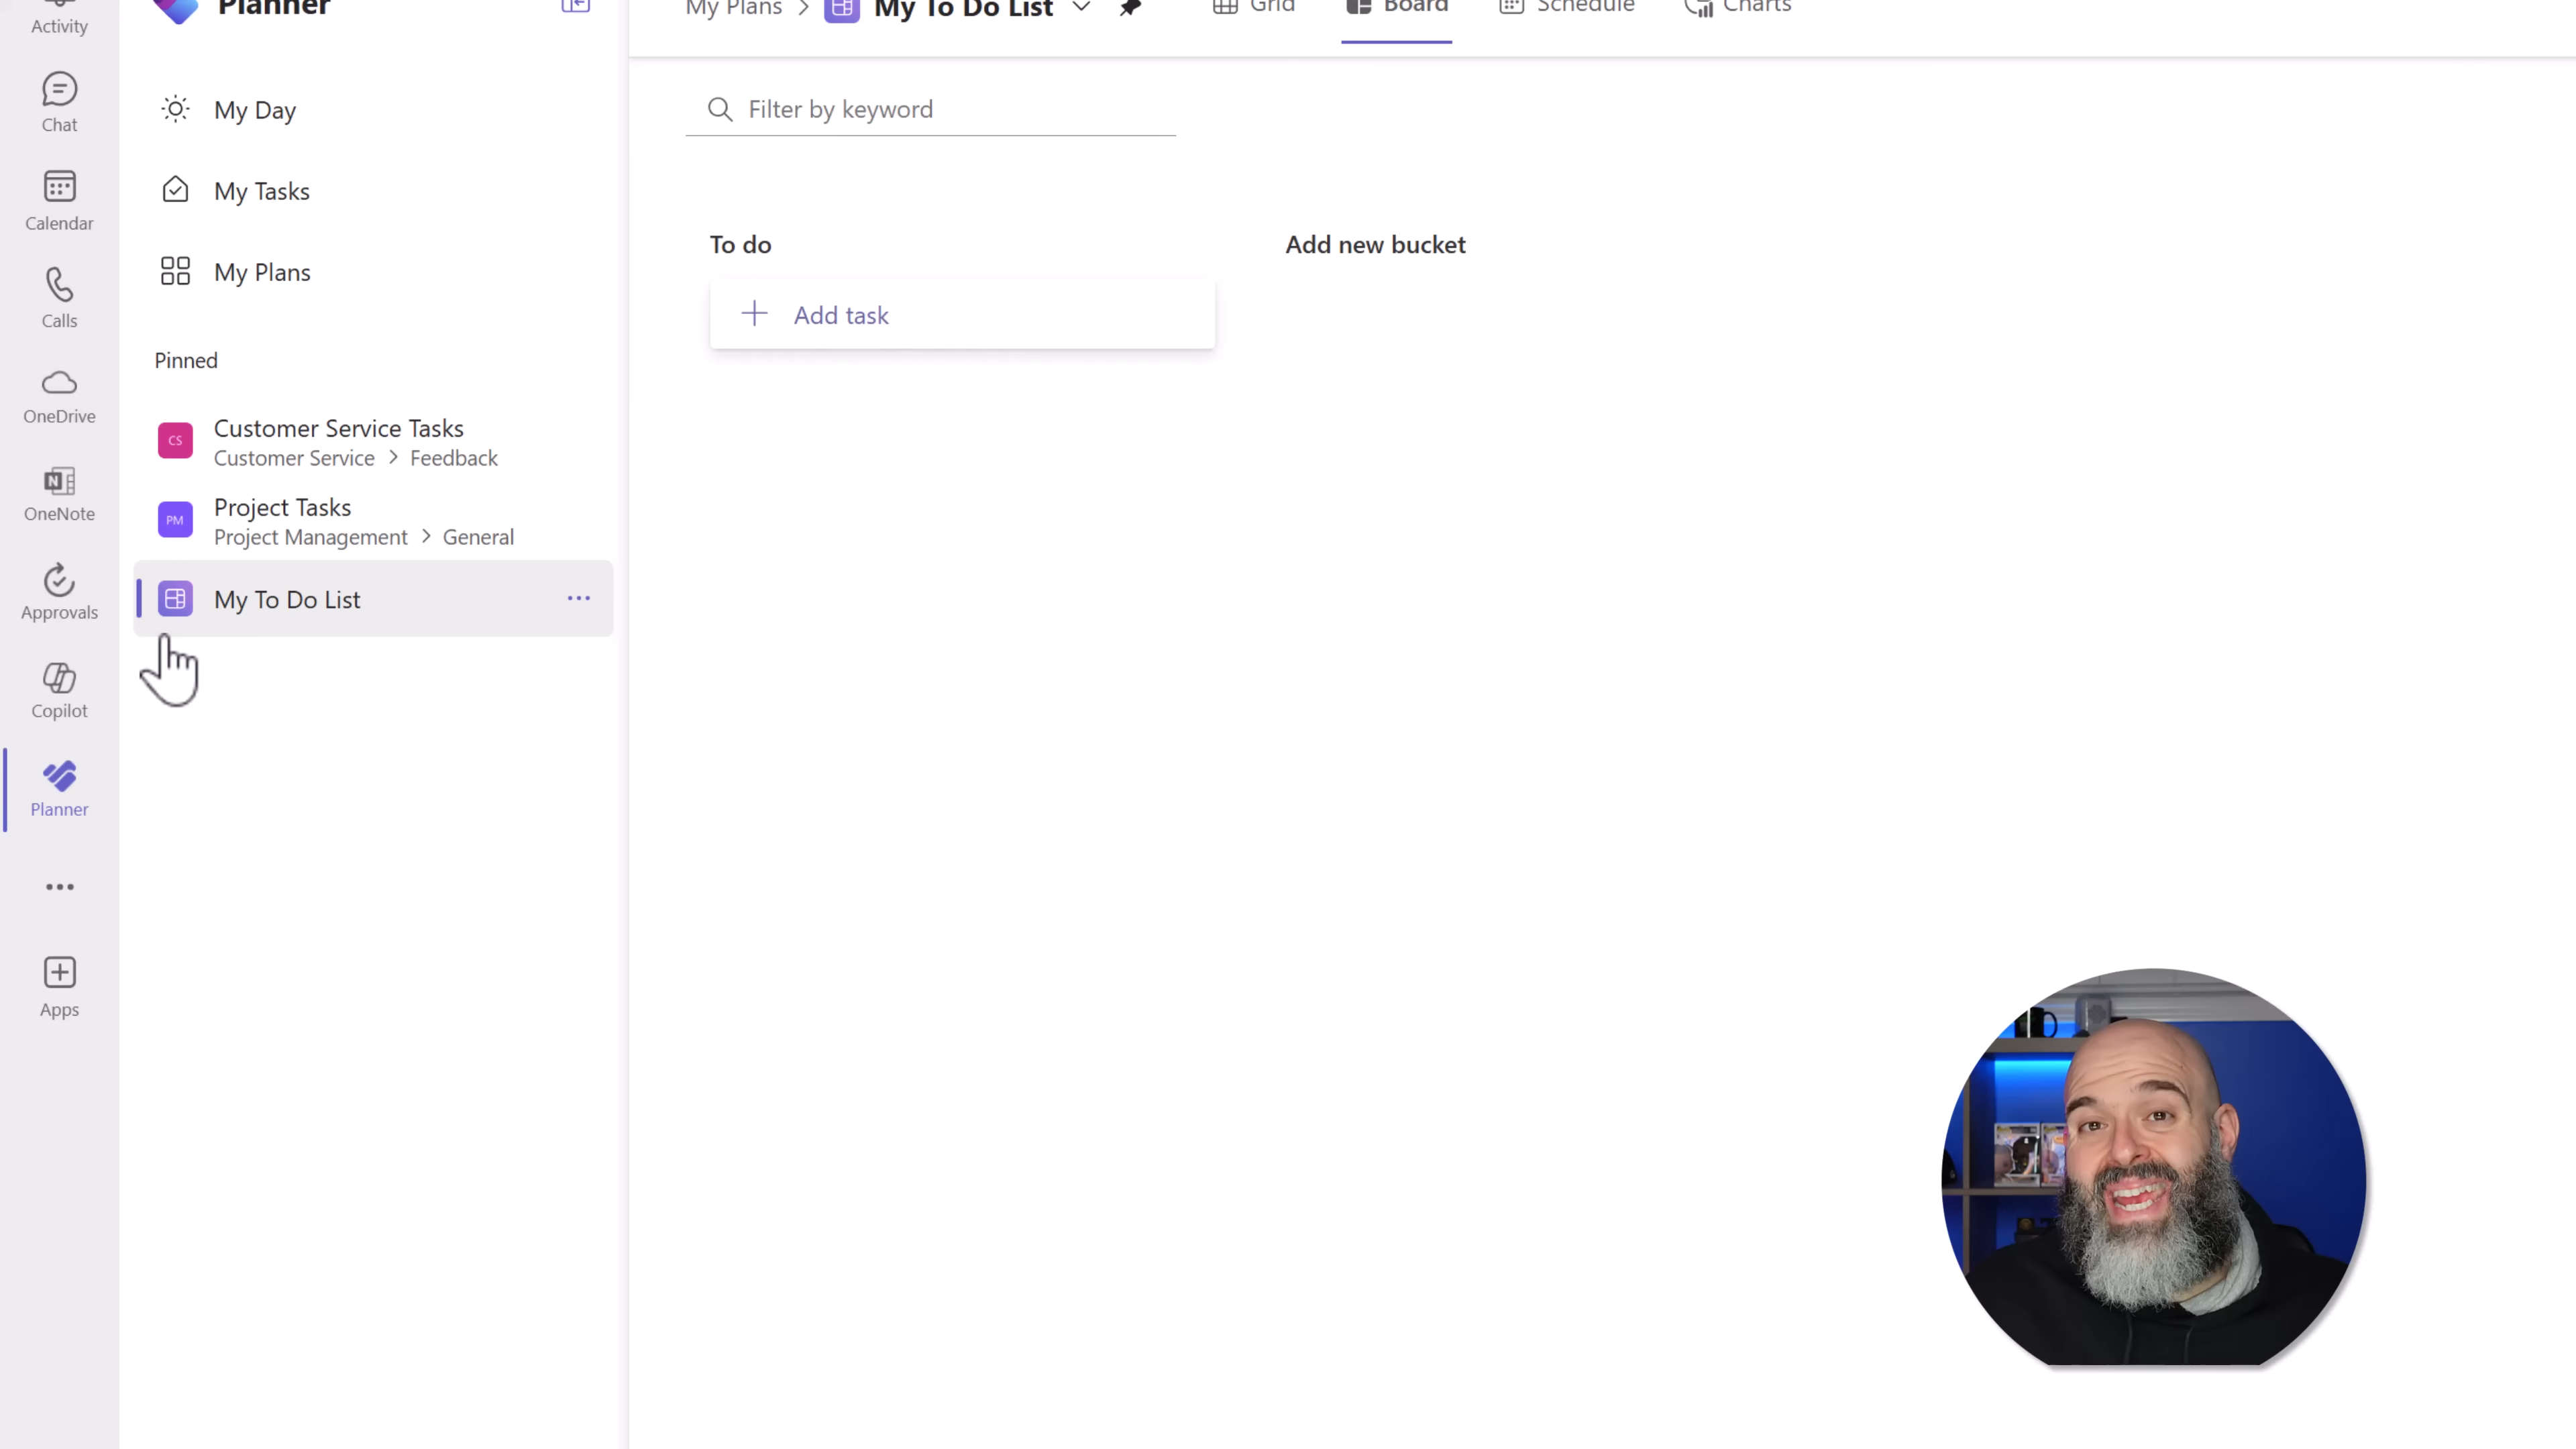 Activity
Chat
Calendar
Calls
OneDrive
N
OneNote
Approvals
Copilot
Planner
Apps
Planner
My Day
My Tasks
My Plans
Pinned
CS
Customer Service Tasks
Customer Service > Feedback
PM
Project Tasks
Project Management > General
My To Do List
My Plans > My To Do List
Grid
Board
Schedule
Charts
Filter by keyword
To do
Add new bucket
+ Add task